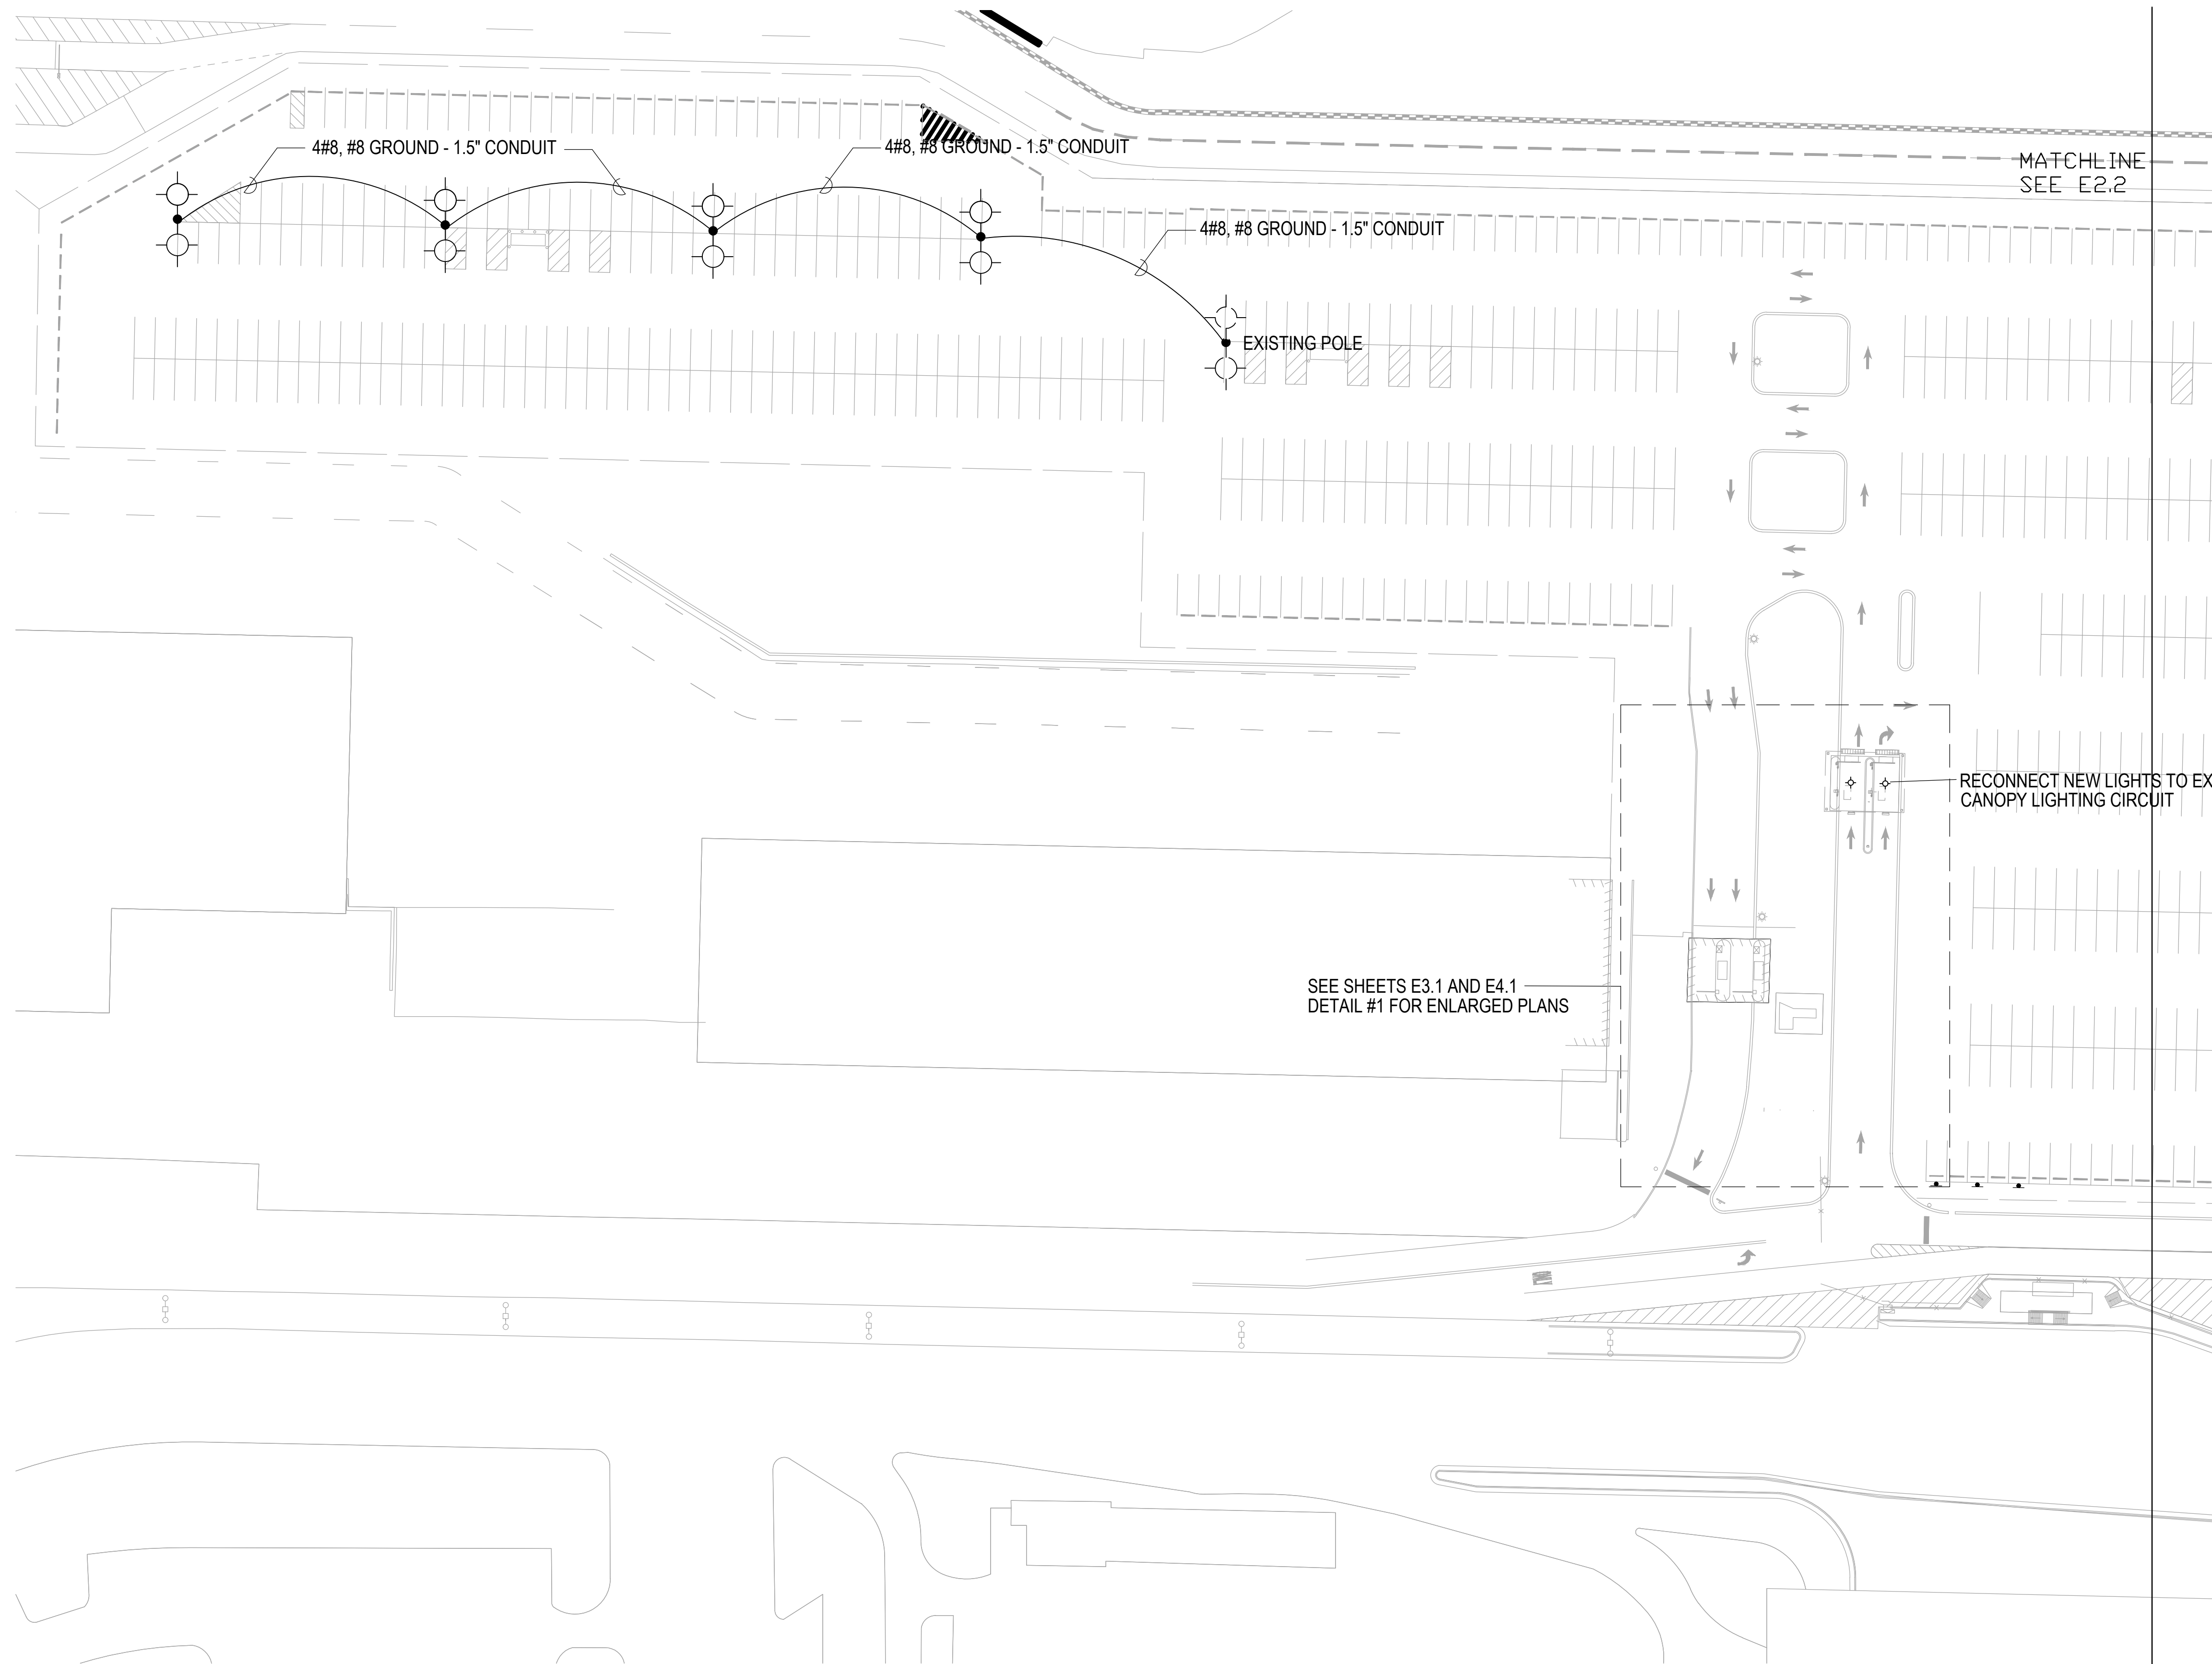 4#8, #8 GROUND - 1.5" CONDUIT
4#8, #8 GROUND - 1.5" CONDUIT
MATCHLINE
SEE E2.2
4#8, #8 GROUND - 1.5" CONDUIT
EXISTING POLE
RECONNECT NEW LIGHTS TO EX
CANOPY LIGHTING CIRCUIT
SEE SHEETS E3.1 AND E4.1
DETAIL #1 FOR ENLARGED PLANS